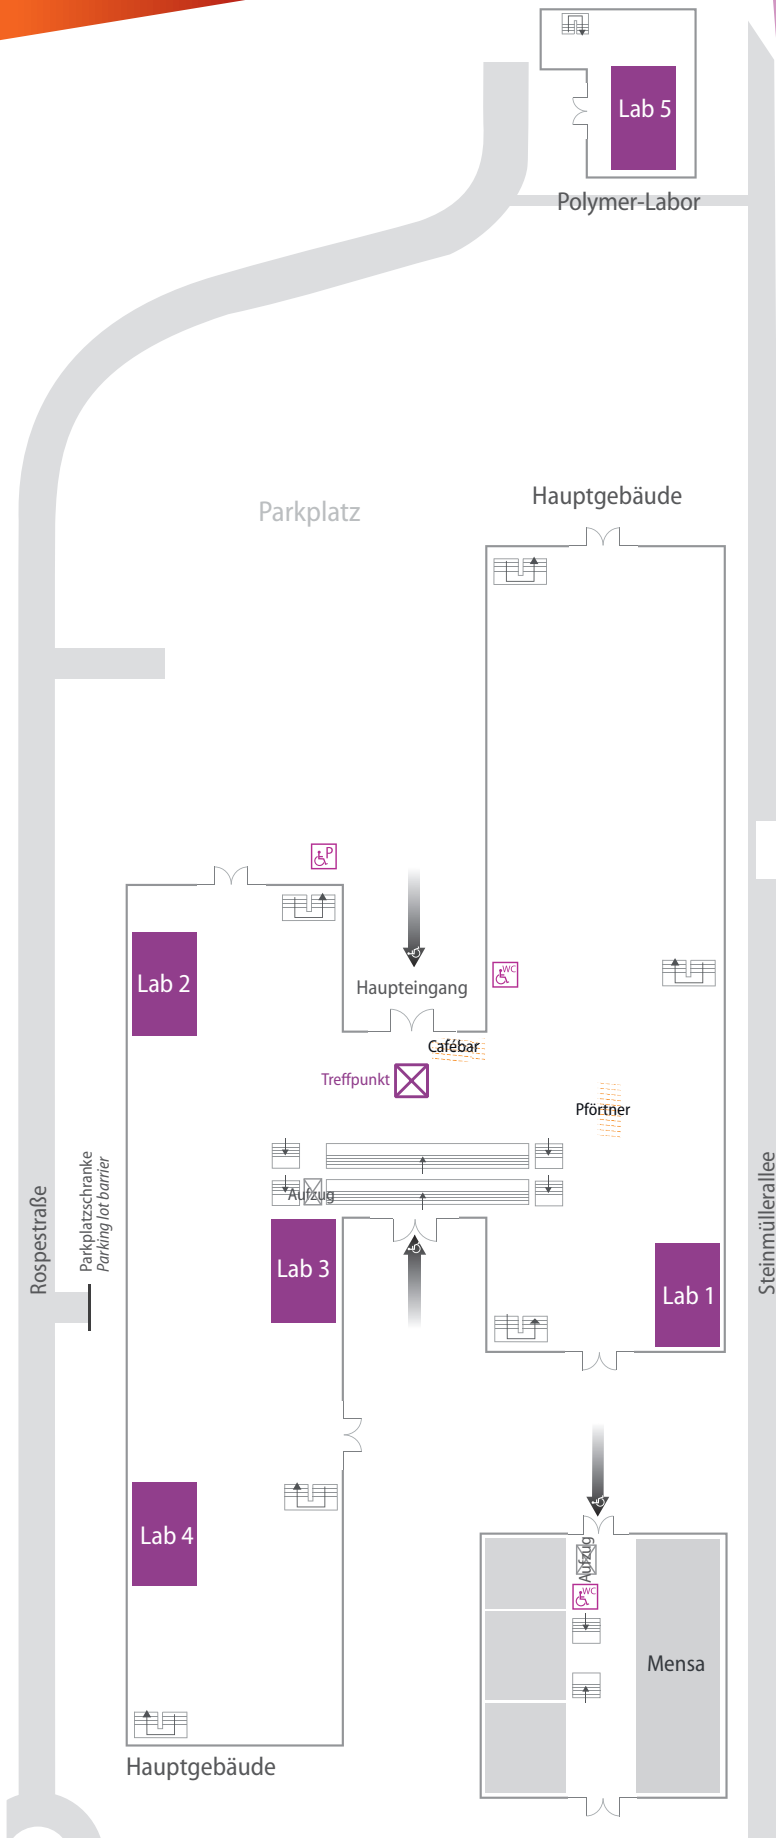 Lab 5
Polymer-Labor
Hauptgebäude
Parkplatz
P
Lab 2
WC
Haupteingang
Cafébar
Treffpunkt
Pförtner
Aufzug
Rospestraße
Parkplatzschranke
Parking lot barrier
Steinmüllerallee
Lab 3
Lab 1
Lab 4
Aufzug
WC
Mensa
Hauptgebäude